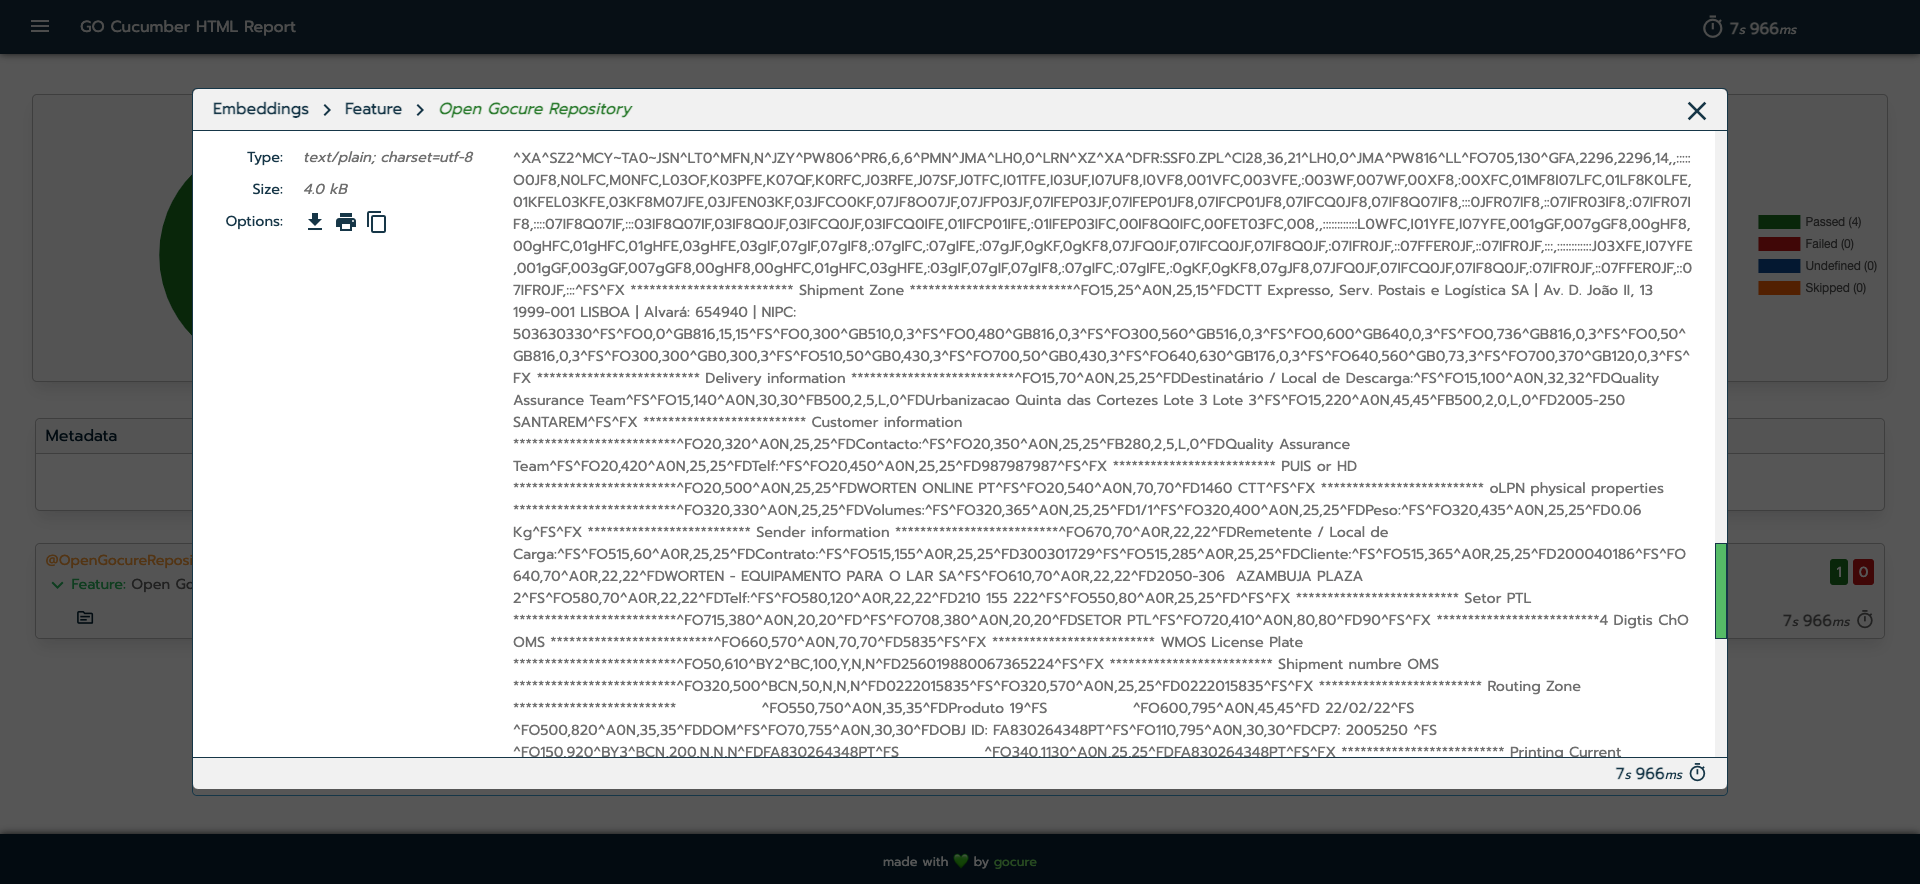 GO Cucumber HTML Report
7s 966ms
Embeddings > Feature > Open Gocure Repository
Type: text/plain; charset=utf-8
Size: 4.0 kB
Options:
^XA^SZ2^MCY~TA0~JSN^LT0^MFN,N^JZY^PW806^PR6,6,6^PMN^JMA^LH0,0^LRN^XZ^XA^DFR:SSF0.ZPL^CI28,36,21^LH0,0^JMA^PW816^LL^FO705,130^GFA,2296,2296,14,,:::::
O0JF8,N0LFC,M0NFC,L03OF,K03PFE,K07QF,K0RFC,J03RFE,J07SF,J0TFC,I01TFE,I03UF,I07UF8,I0VF8,001VFC,003VFE,:003WF,007WF,00XF8,:00XFC,01MF8I07LFC,01LF8K0LFE,
01KFEL03KFE,03KF8M07JFE,03JFEN03KF,03JFCO0KF,07JF8O07JF,07JFP03JF,07IFEP03JF,07IFEP01JF8,07IFCP01JF8,07IFCQ0JF8,07IF8Q07IF8,:::0JFR07IF8,::07IFR03IF8,:07IFR07I
F8,::::07IF8Q07IF,:::03IF8Q07IF,03IF8Q0JF,03IFCQ0JF,03IFCQ0IFE,01IFCP01IFE,:01IFEP03IFC,00IF8Q0IFC,00FET03FC,008,,::::::::::::L0WFC,I01YFE,I07YFE,001gGF,007gGF8,00gHF8,
00gHFC,01gHFC,01gHFE,03gHFE,03gIF,07gIF,07gIF8,:07gIFC,:07gIFE,:07gJF,0gKF,0gKF8,07JFQ0JF,07IFCQ0JF,07IF8Q0JF,:07IFR0JF,::07FFER0JF,::07IFR0JF,:::,::::::::::::J03XFE,I07YFE
,001gGF,003gGF,007gGF8,00gHF8,00gHFC,01gHFC,03gHFE,:03gIF,07gIF,07gIF8,:07gIFC,:07gIFE,:0gKF,0gKF8,07gJF8,07JFQ0JF,07IFCQ0JF,07IF8Q0JF,:07IFR0JF,::07FFER0JF,::0
7IFR0JF,:::^FS^FX ************************** Shipment Zone **************************^FO15,25^A0N,25,15^FDCTT Expresso, Serv. Postais e Logística SA | Av. D. João II, 13
1999-001 LISBOA | Alvará: 654940 | NIPC:
503630330^FS^FO0,0^GB816,15,15^FS^FO0,300^GB510,0,3^FS^FO0,480^GB816,0,3^FS^FO300,560^GB516,0,3^FS^FO0,600^GB640,0,3^FS^FO0,736^GB816,0,3^FS^FO0,50^
GB816,0,3^FS^FO300,300^GB0,300,3^FS^FO510,50^GB0,430,3^FS^FO700,50^GB0,430,3^FS^FO640,630^GB176,0,3^FS^FO640,560^GB0,73,3^FS^FO700,370^GB120,0,3^FS^
FX ************************** Delivery information **************************^FO15,70^A0N,25,25^FDDestinatário / Local de Descarga:^FS^FO15,100^A0N,32,32^FDQuality
Assurance Team^FS^FO15,140^A0N,30,30^FB500,2,5,L,0^FDUrbanizacao Quinta das Cortezes Lote 3 Lote 3^FS^FO15,220^A0N,45,45^FB500,2,0,L,0^FD2005-250
SANTAREM^FS^FX ************************** Customer information
**************************^FO20,320^A0N,25,25^FDContacto:^FS^FO20,350^A0N,25,25^FB280,2,5,L,0^FDQuality Assurance
Team^FS^FO20,420^A0N,25,25^FDTelf:^FS^FO20,450^A0N,25,25^FD987987987^FS^FX ************************** PUIS or HD
**************************^FO20,500^A0N,25,25^FDWORTEN ONLINE PT^FS^FO20,540^A0N,70,70^FD1460 CTT^FS^FX ************************** oLPN physical properties
**************************^FO320,330^A0N,25,25^FDVolumes:^FS^FO320,365^A0N,25,25^FD1/1^FS^FO320,400^A0N,25,25^FDPeso:^FS^FO320,435^A0N,25,25^FD0.06
Kg^FS^FX ************************** Sender information **************************^FO670,70^A0R,22,22^FDRemetente / Local de
Carga:^FS^FO515,60^A0R,25,25^FDContrato:^FS^FO515,155^A0R,25,25^FD300301729^FS^FO515,285^A0R,25,25^FDCliente:^FS^FO515,365^A0R,25,25^FD200040186^FS^FO
640,70^A0R,22,22^FDWORTEN - EQUIPAMENTO PARA O LAR SA^FS^FO610,70^A0R,22,22^FD2050-306  AZAMBUJA PLAZA
2^FS^FO580,70^A0R,22,22^FDTelf:^FS^FO580,120^A0R,22,22^FD210 155 222^FS^FO550,80^A0R,25,25^FD^FS^FX ************************** Setor PTL
**************************^FO715,380^A0N,20,20^FD^FS^FO708,380^A0N,20,20^FDSETOR PTL^FS^FO720,410^A0N,80,80^FD90^FS^FX **************************4 Digtis ChO
OMS **************************^FO660,570^A0N,70,70^FD5835^FS^FX ************************** WMOS License Plate
**************************^FO50,610^BY2^BC,100,Y,N,N^FD256019880067365224^FS^FX ************************** Shipment numbre OMS
**************************^FO320,500^BCN,50,N,N,N^FD0222015835^FS^FO320,570^A0N,25,25^FD0222015835^FS^FX ************************** Routing Zone
************************** ^FO550,750^A0N,35,35^FDProduto 19^FS ^FO600,795^A0N,45,45^FD 22/02/22^FS
^FO500,820^A0N,35,35^FDDOM^FS^FO70,755^A0N,30,30^FDOBJ ID: FA830264348PT^FS^FO110,795^A0N,30,30^FDCP7: 2005250 ^FS
^FO150,920^BY3^BCN,200,N,N,N^FDFA830264348PT^FS ^FO340,1130^A0N,25,25^FDFA830264348PT^FS^FX ************************** Printing Current
7s 966ms
Passed (4)
Failed (0)
Undefined (0)
Skipped (0)
Metadata
@OpenGocureReposi
Feature: Open Gc
1 0
7s 966ms
made with 💚 by gocure